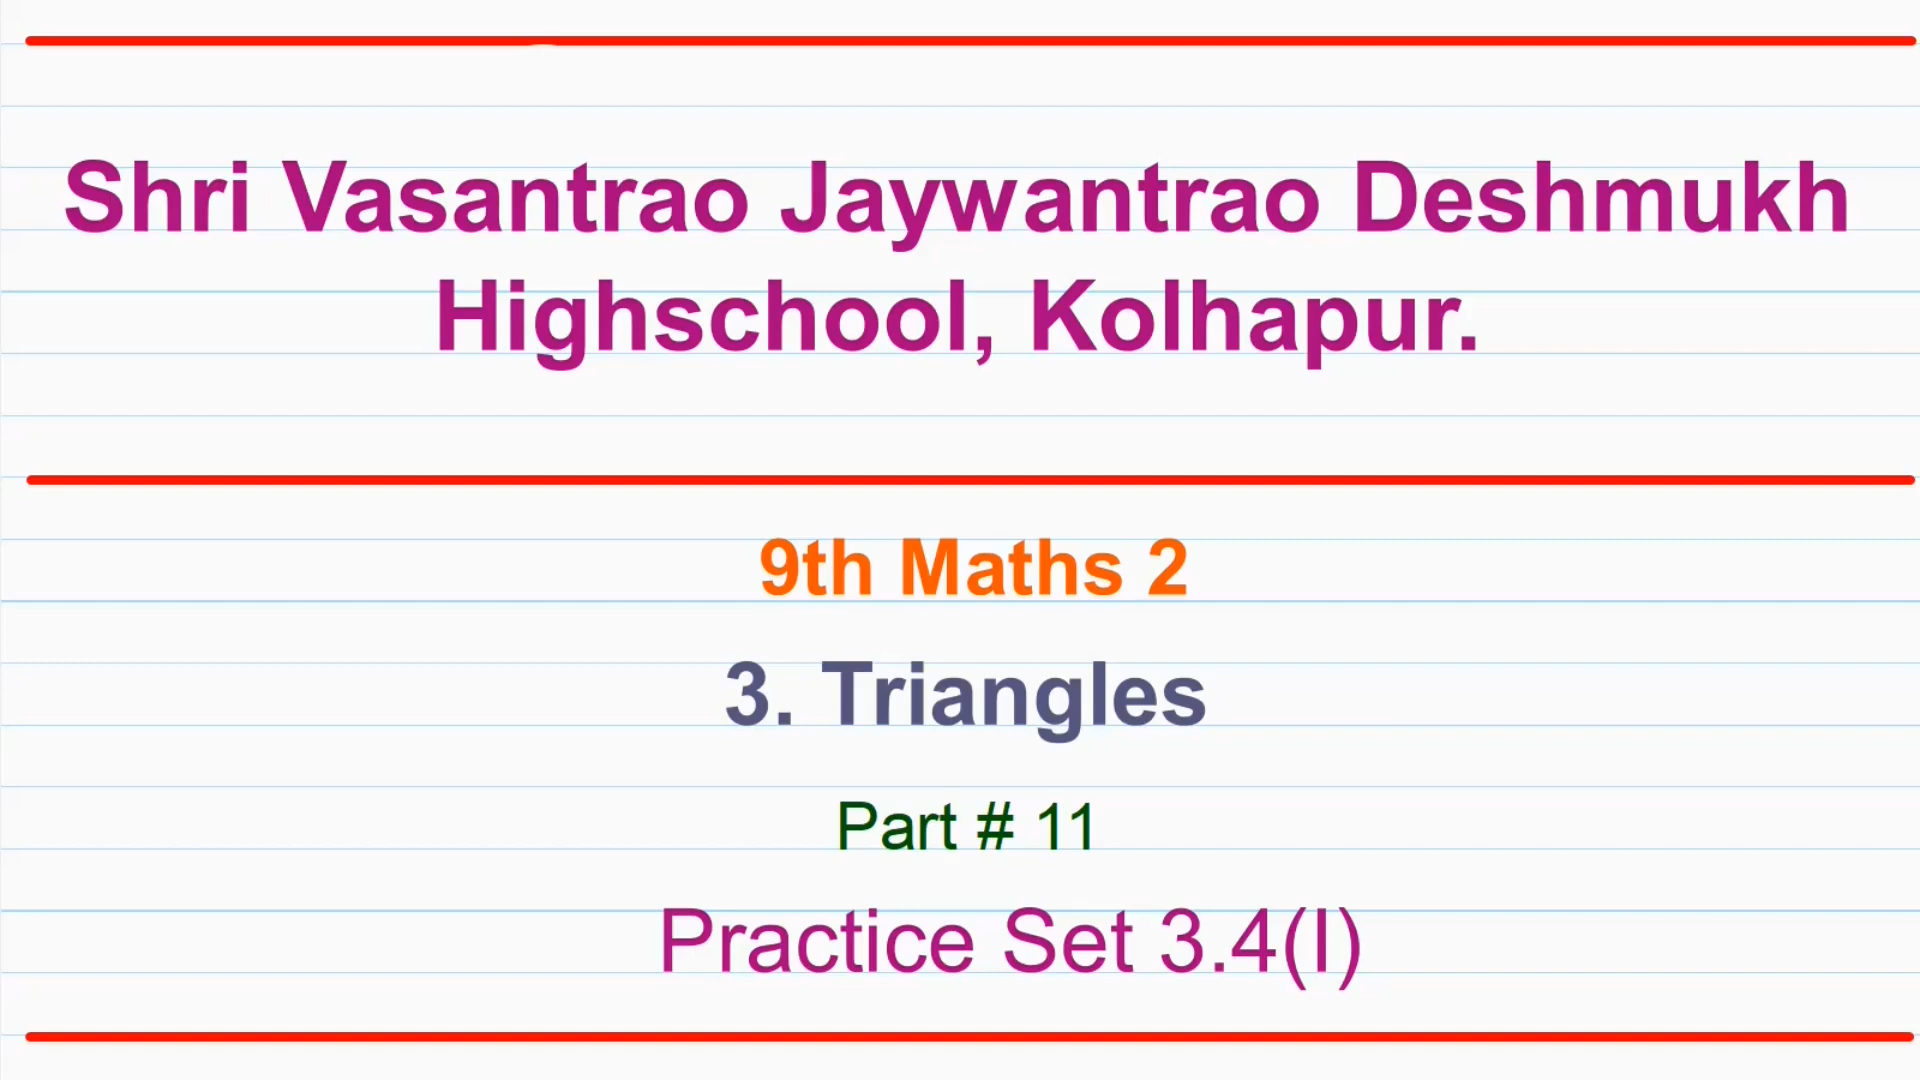 Shri Vasantrao Jaywantrao Deshmukh
Highschool, Kolhapur.
9th Maths 2
3. Triangles
Part # 11
Practice Set 3.4(I)